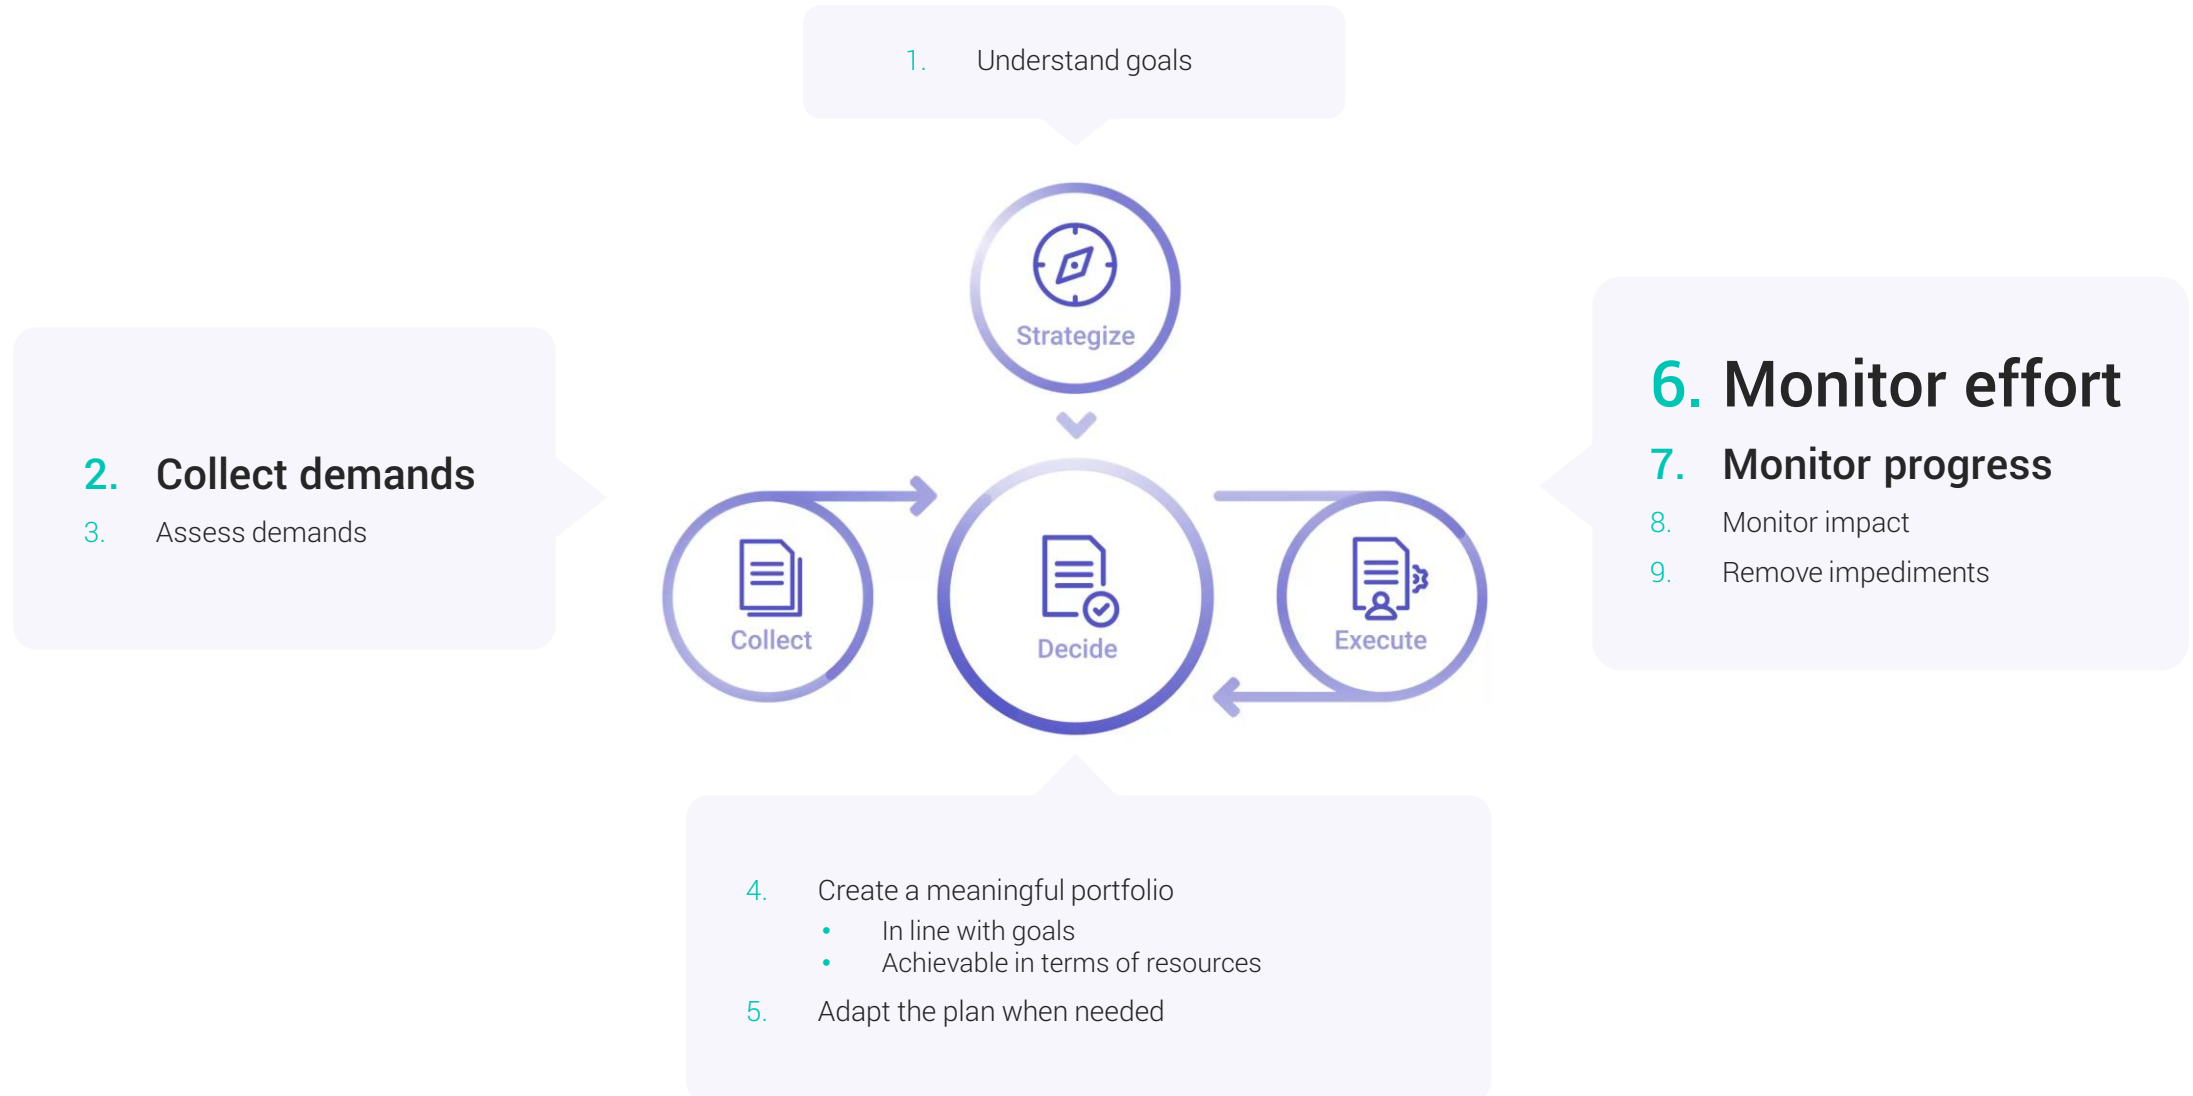 1. Understand goals
Strategize
2. Collect demands
3. Assess demands
Collect
Decide
Execute
6. Monitor effort
7. Monitor progress
8. Monitor impact
9. Remove impediments
4. Create a meaningful portfolio
• In line with goals
• Achievable in terms of resources
5. Adapt the plan when needed